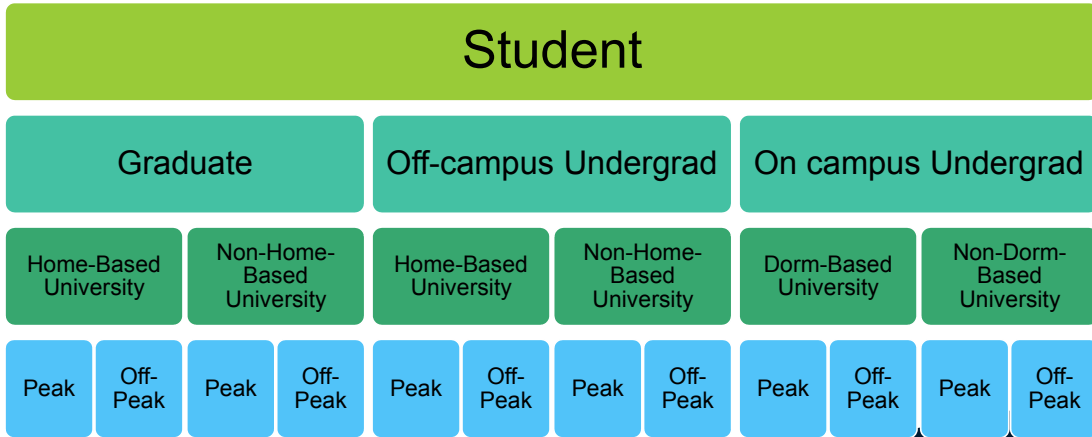 Student
Graduate
Off-campus Undergrad
On campus Undergrad
Home-Based
University
Non-Home-
Based
University
Home-Based
University
Non-Home-
Based
University
Dorm-Based
University
Non-Dorm-
Based
University
Peak
Off-
Peak
Peak
Off-
Peak
Peak
Off-
Peak
Peak
Off-
Peak
Peak
Off-
Peak
Peak
Off-
Peak